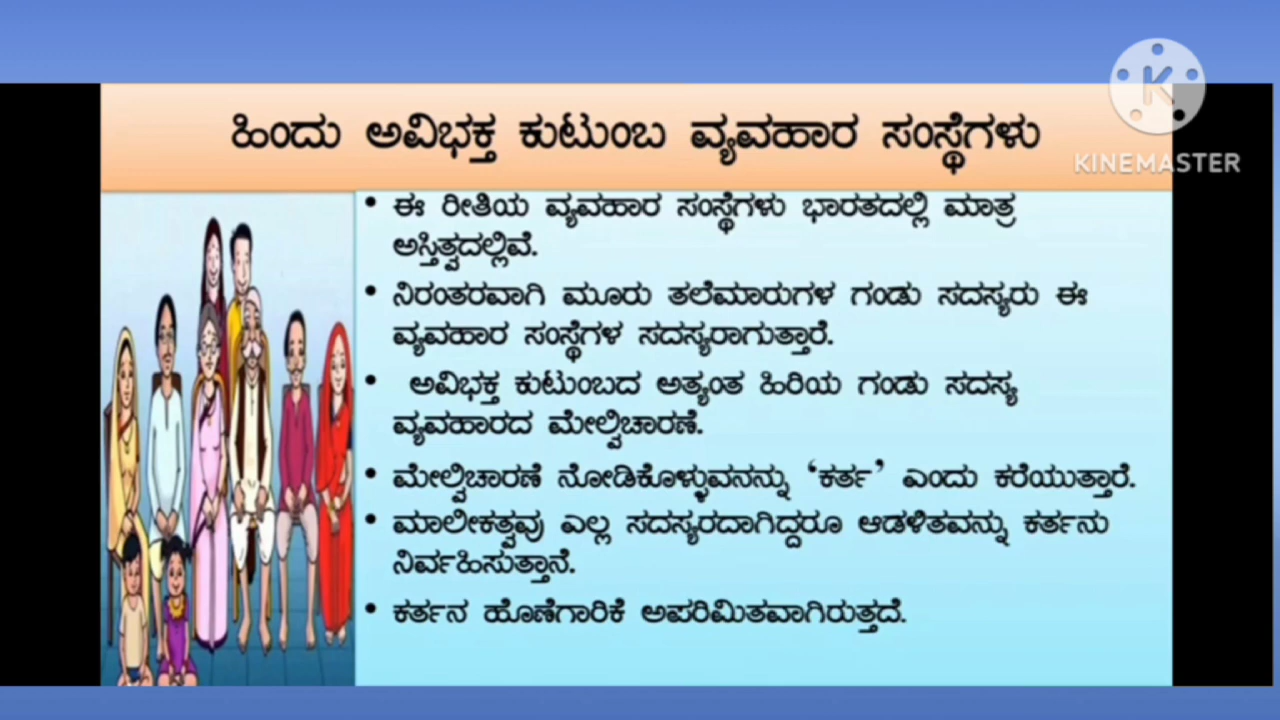 ಹಿಂದು ಅವಿಭಕ್ತ ಕುಟುಂಬ ವ್ಯವಹಾರ ಸಂಸ್ಥೆಗಳು
KINEMASTER
• ಈ ರೀತಿಯ ವ್ಯವಹಾರ ಸಂಸ್ಥೆಗಳು ಭಾರತದಲ್ಲಿ ಮಾತ್ರ
ಅಸ್ತಿತ್ವದಲ್ಲಿವೆ.
• ನಿರಂತರವಾಗಿ ಮೂರು ತಲೆಮಾರುಗಳ ಗಂಡು ಸದಸ್ಯರು ಈ
ವ್ಯವಹಾರ ಸಂಸ್ಥೆಗಳ ಸದಸ್ಯರಾಗುತ್ತಾರೆ.
• ಅವಿಭಕ್ತ ಕುಟುಂಬದ ಅತ್ಯಂತ ಹಿರಿಯ ಗಂಡು ಸದಸ್ಯ
ವ್ಯವಹಾರದ ಮೇಲ್ವಿಚಾರಣೆ.
• ಮೇಲ್ವಿಚಾರಣೆ ನೋಡಿಕೊಳ್ಳುವನನ್ನು ‘ಕರ್ತ’ ಎಂದು ಕರೆಯುತ್ತಾರೆ.
• ಮಾಲೀಕತ್ವವು ಎಲ್ಲ ಸದಸ್ಯರದಾಗಿದ್ದರೂ ಆಡಳಿತವನ್ನು ಕರ್ತನು
ನಿರ್ವಹಿಸುತ್ತಾನೆ.
• ಕರ್ತನ ಹೊಣೆಗಾರಿಕೆ ಅಪರಿಮಿತವಾಗಿರುತ್ತದೆ.